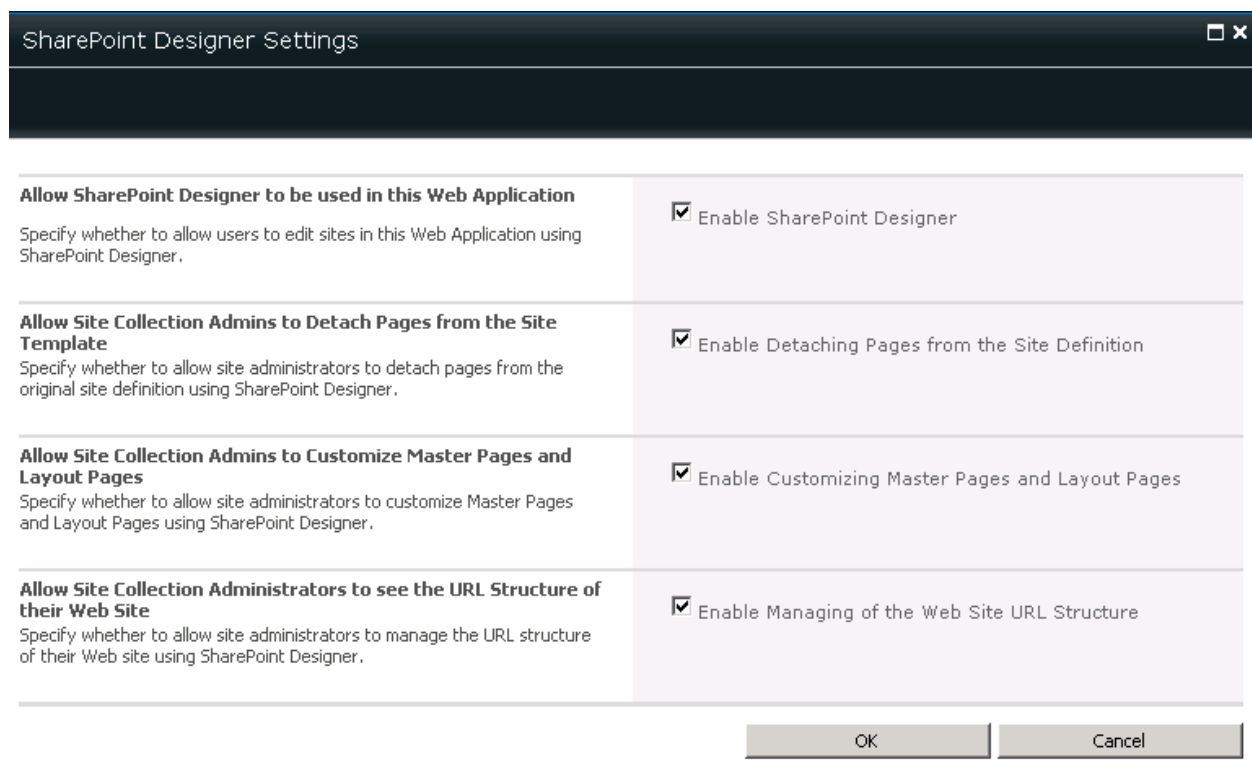 SharePoint Designer Settings
Allow SharePoint Designer to be used in this Web Application
Specify whether to allow users to edit sites in this Web Application using
SharePoint Designer.
Enable SharePoint Designer
Allow Site Collection Admins to Detach Pages from the Site
Template
Specify whether to allow site administrators to detach pages from the
original site definition using SharePoint Designer.
Enable Detaching Pages from the Site Definition
Allow Site Collection Admins to Customize Master Pages and
Layout Pages
Specify whether to allow site administrators to customize Master Pages
and Layout Pages using SharePoint Designer.
Enable Customizing Master Pages and Layout Pages
Allow Site Collection Administrators to see the URL Structure of
their Web Site
Specify whether to allow site administrators to manage the URL structure
of their Web site using SharePoint Designer.
Enable Managing of the Web Site URL Structure
OK
Cancel